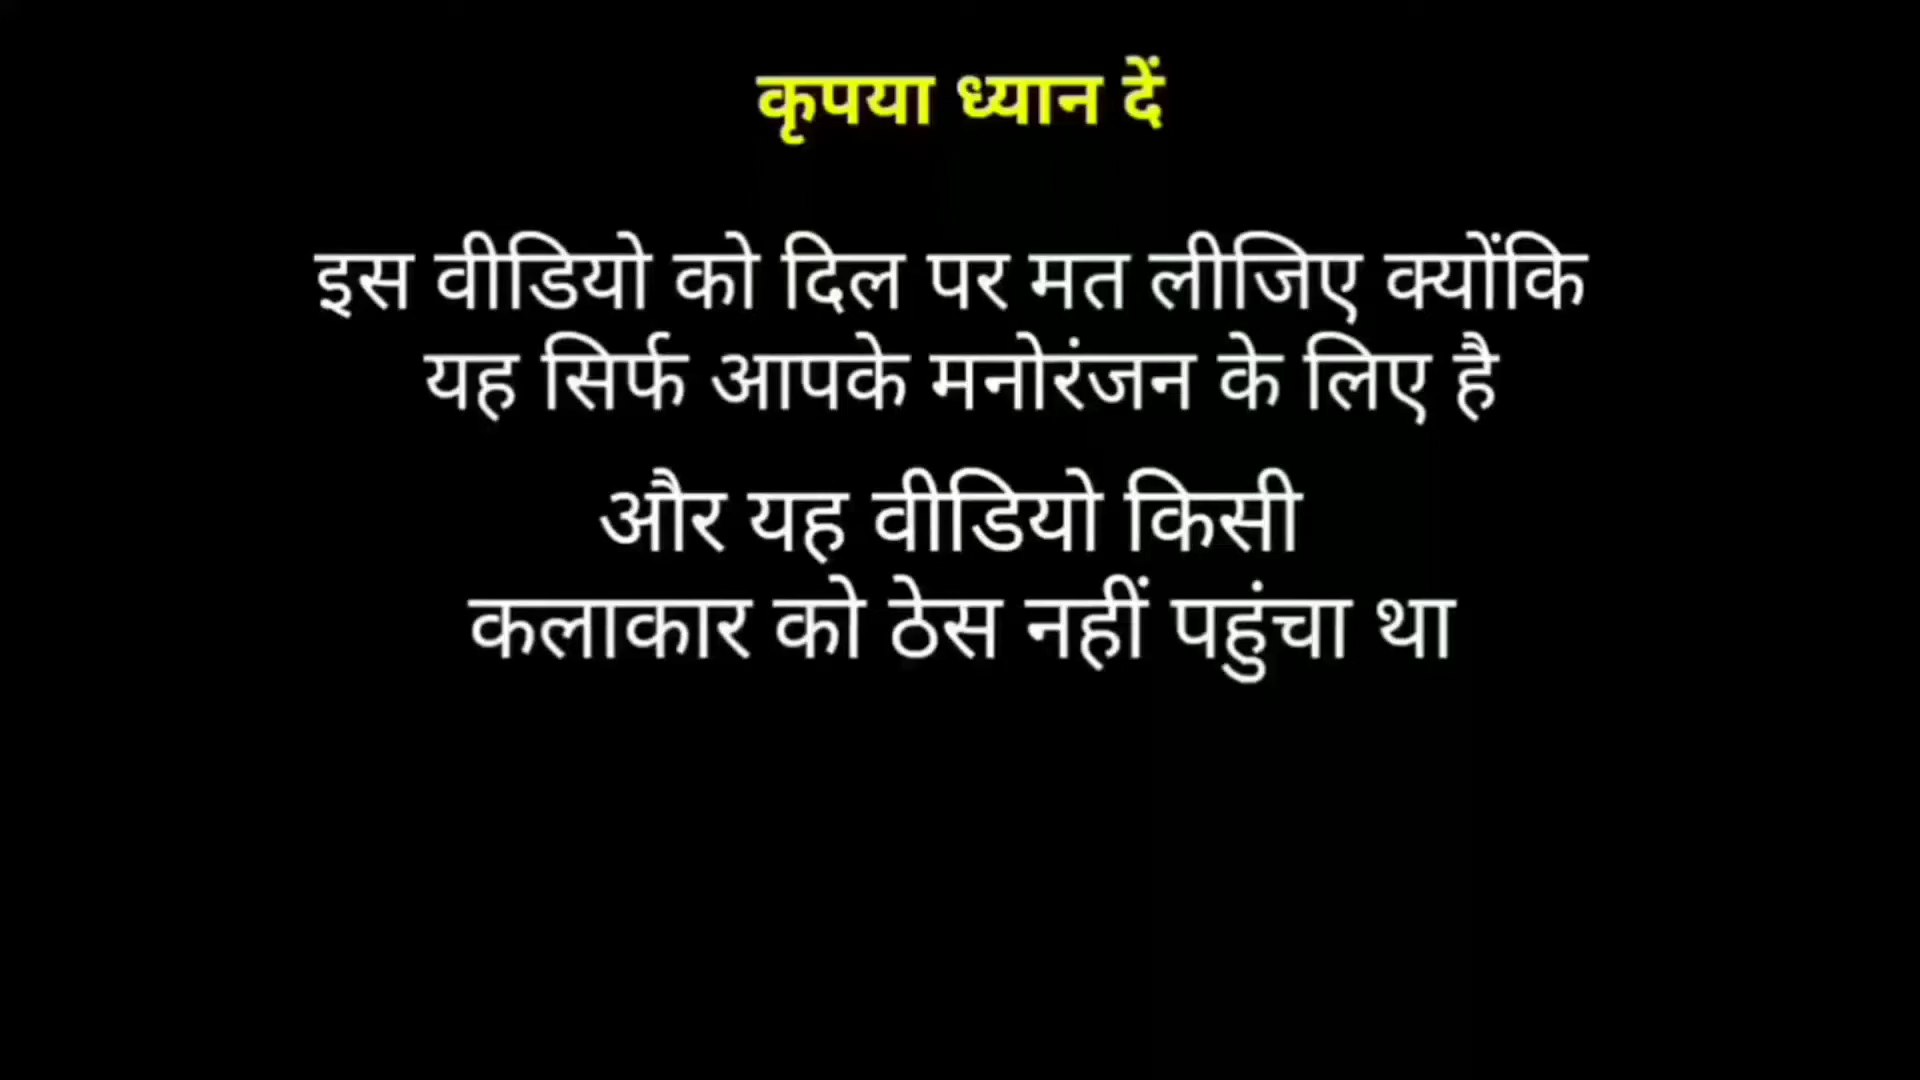 कृपया ध्यान दें
इस वीडियो को दिल पर मत लीजिए क्योंकि
यह सिर्फ आपके मनोरंजन के लिए है
और यह वीडियो किसी
कलाकार को ठेस नहीं पहुंचा था